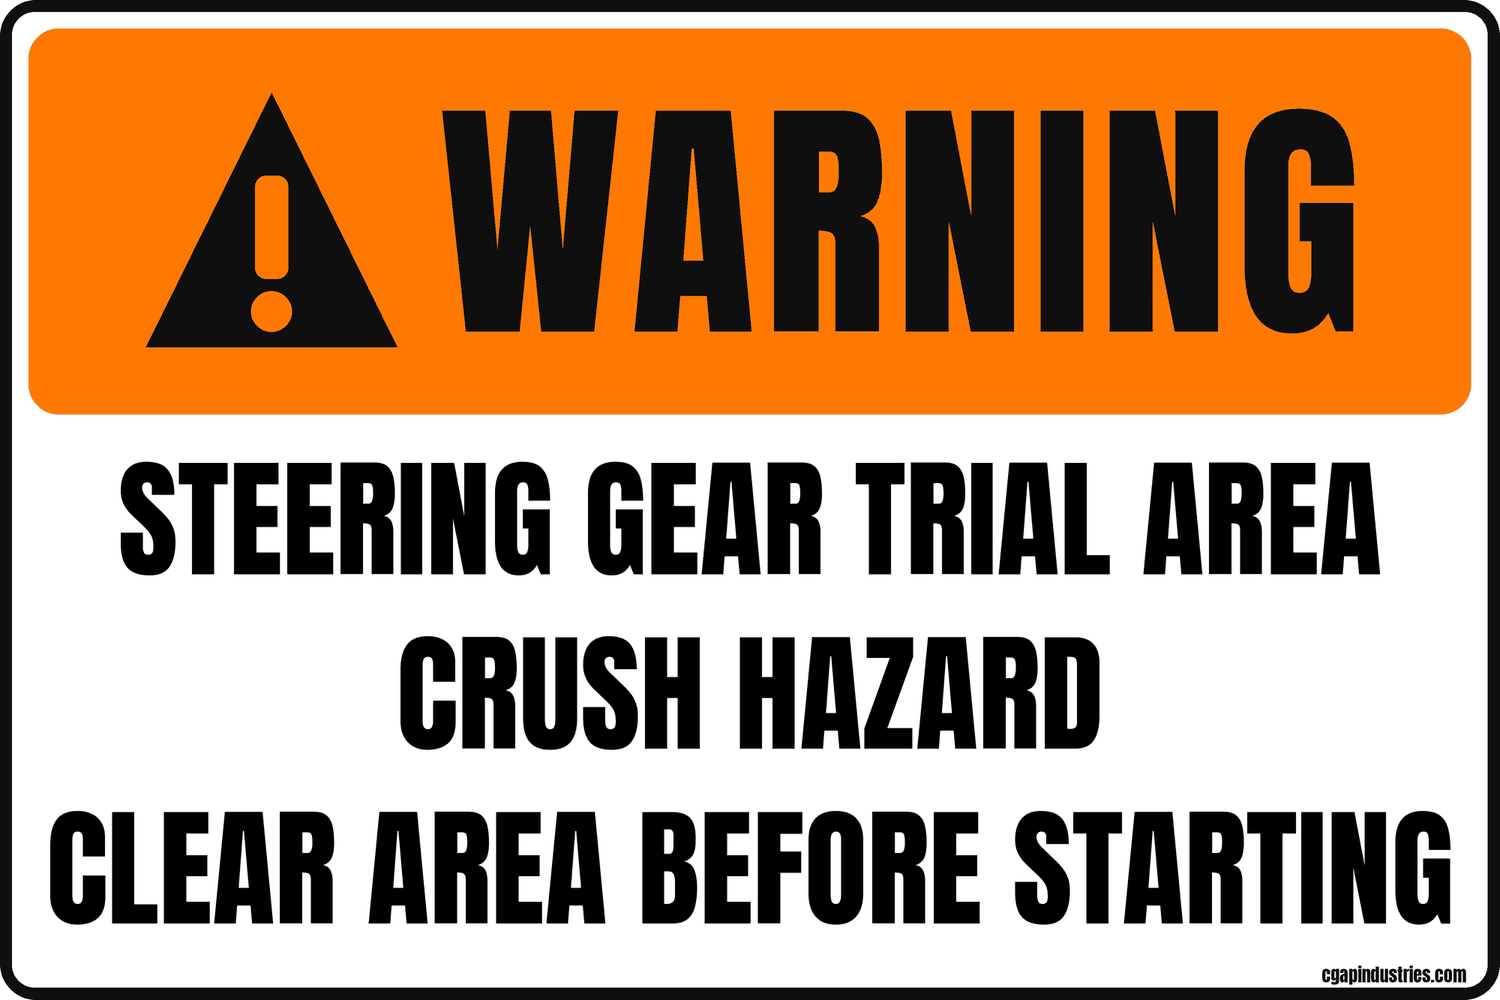 WARNING
STEERING GEAR TRIAL AREA
CRUSH HAZARD
CLEAR AREA BEFORE STARTING
cgapindustries.com